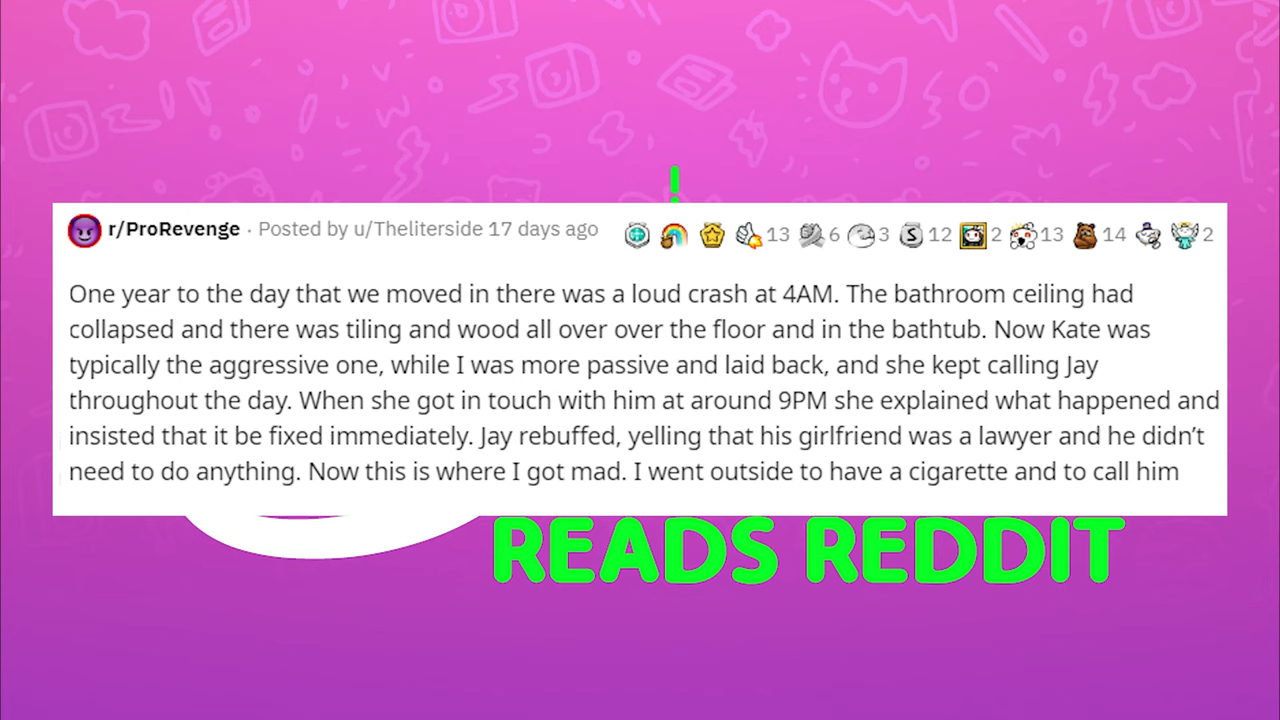 !
r/ProRevenge · Posted by u/Theliterside 17 days ago 13 6 3 S 12 2 13 14 2
One year to the day that we moved in there was a loud crash at 4AM. The bathroom ceiling had
collapsed and there was tiling and wood all over over the floor and in the bathtub. Now Kate was
typically the aggressive one, while I was more passive and laid back, and she kept calling Jay
throughout the day. When she got in touch with him at around 9PM she explained what happened and
insisted that it be fixed immediately. Jay rebuffed, yelling that his girlfriend was a lawyer and he didn’t
need to do anything. Now this is where I got mad. I went outside to have a cigarette and to call him
READS REDDIT